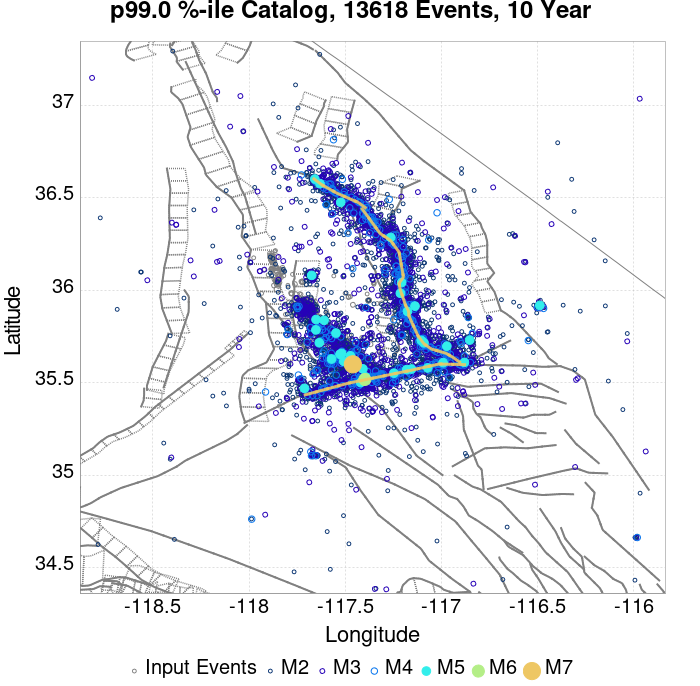 p99.0 %-ile Catalog, 13618 Events, 10 Year
37
36.5
36
35.5
35
34.5
Latitude
-118.5 -118 -117.5 -117 -116.5 -116
Longitude
Input Events M2 M3 M4 M5 M6 M7